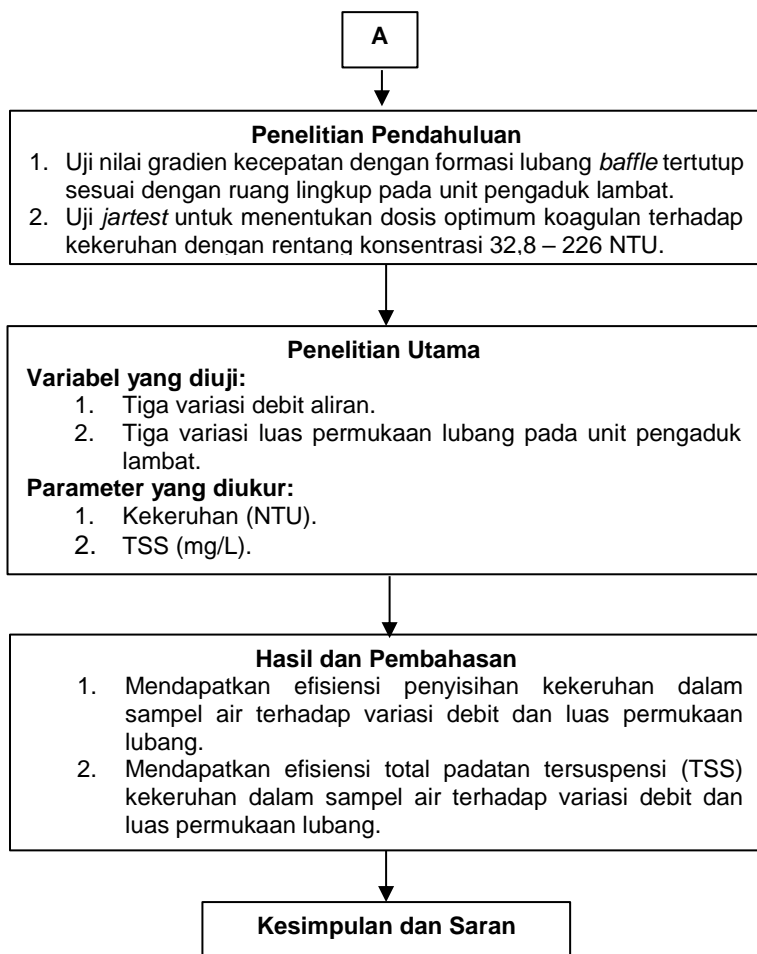 A
Penelitian Pendahuluan
1. Uji nilai gradien kecepatan dengan formasi lubang baffle tertutup
sesuai dengan ruang lingkup pada unit pengaduk lambat.
2. Uji jartest untuk menentukan dosis optimum koagulan terhadap
kekeruhan dengan rentang konsentrasi 32,8 – 226 NTU.
Penelitian Utama
Variabel yang diuji:
1. Tiga variasi debit aliran.
2. Tiga variasi luas permukaan lubang pada unit pengaduk
lambat.
Parameter yang diukur:
1. Kekeruhan (NTU).
2. TSS (mg/L).
Hasil dan Pembahasan
1. Mendapatkan efisiensi penyisihan kekeruhan dalam
sampel air terhadap variasi debit dan luas permukaan
lubang.
2. Mendapatkan efisiensi total padatan tersuspensi (TSS)
kekeruhan dalam sampel air terhadap variasi debit dan
luas permukaan lubang.
Kesimpulan dan Saran